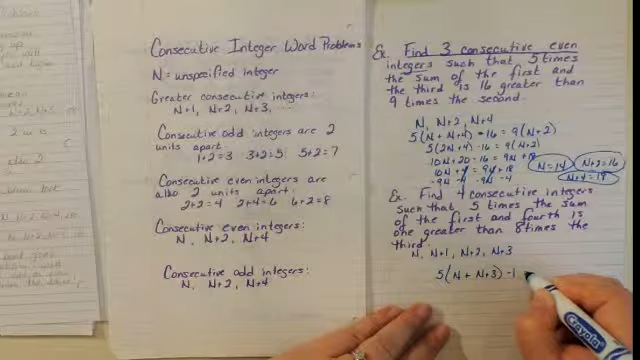 Consecutive Integer Word Problems
N = unspecified integer
Greater consecutive integers:
N+1, N+2, N+3, ...
Consecutive odd integers are 2
units apart.
1+2=3 3+2=5 5+2=7
Consecutive even integers are
also 2 units apart.
2+2=4 2+4=6 6+2=8
Consecutive even integers:
N, N+2, N+4
Consecutive odd integers:
N, N+2, N+4
Ex. Find 3 consecutive even
integers such that 5 times
the sum of the first and
the third is 16 greater than
9 times the second.
N, N+2, N+4
5(N + N+4) - 16 = 9(N+2)
5(2N+4) - 16 = 9(N+2)
10N+20-16 = 9N+18
10N+4 = 9N+18
-9N -4 -9N -4
N=14
N+2=16
N+4=18
Ex. Find 4 consecutive integers
such that 5 times the sum
of the first and fourth is
one greater than 8 times the
third.
N, N+1, N+2, N+3
5(N + N+3) - 1
Crayola